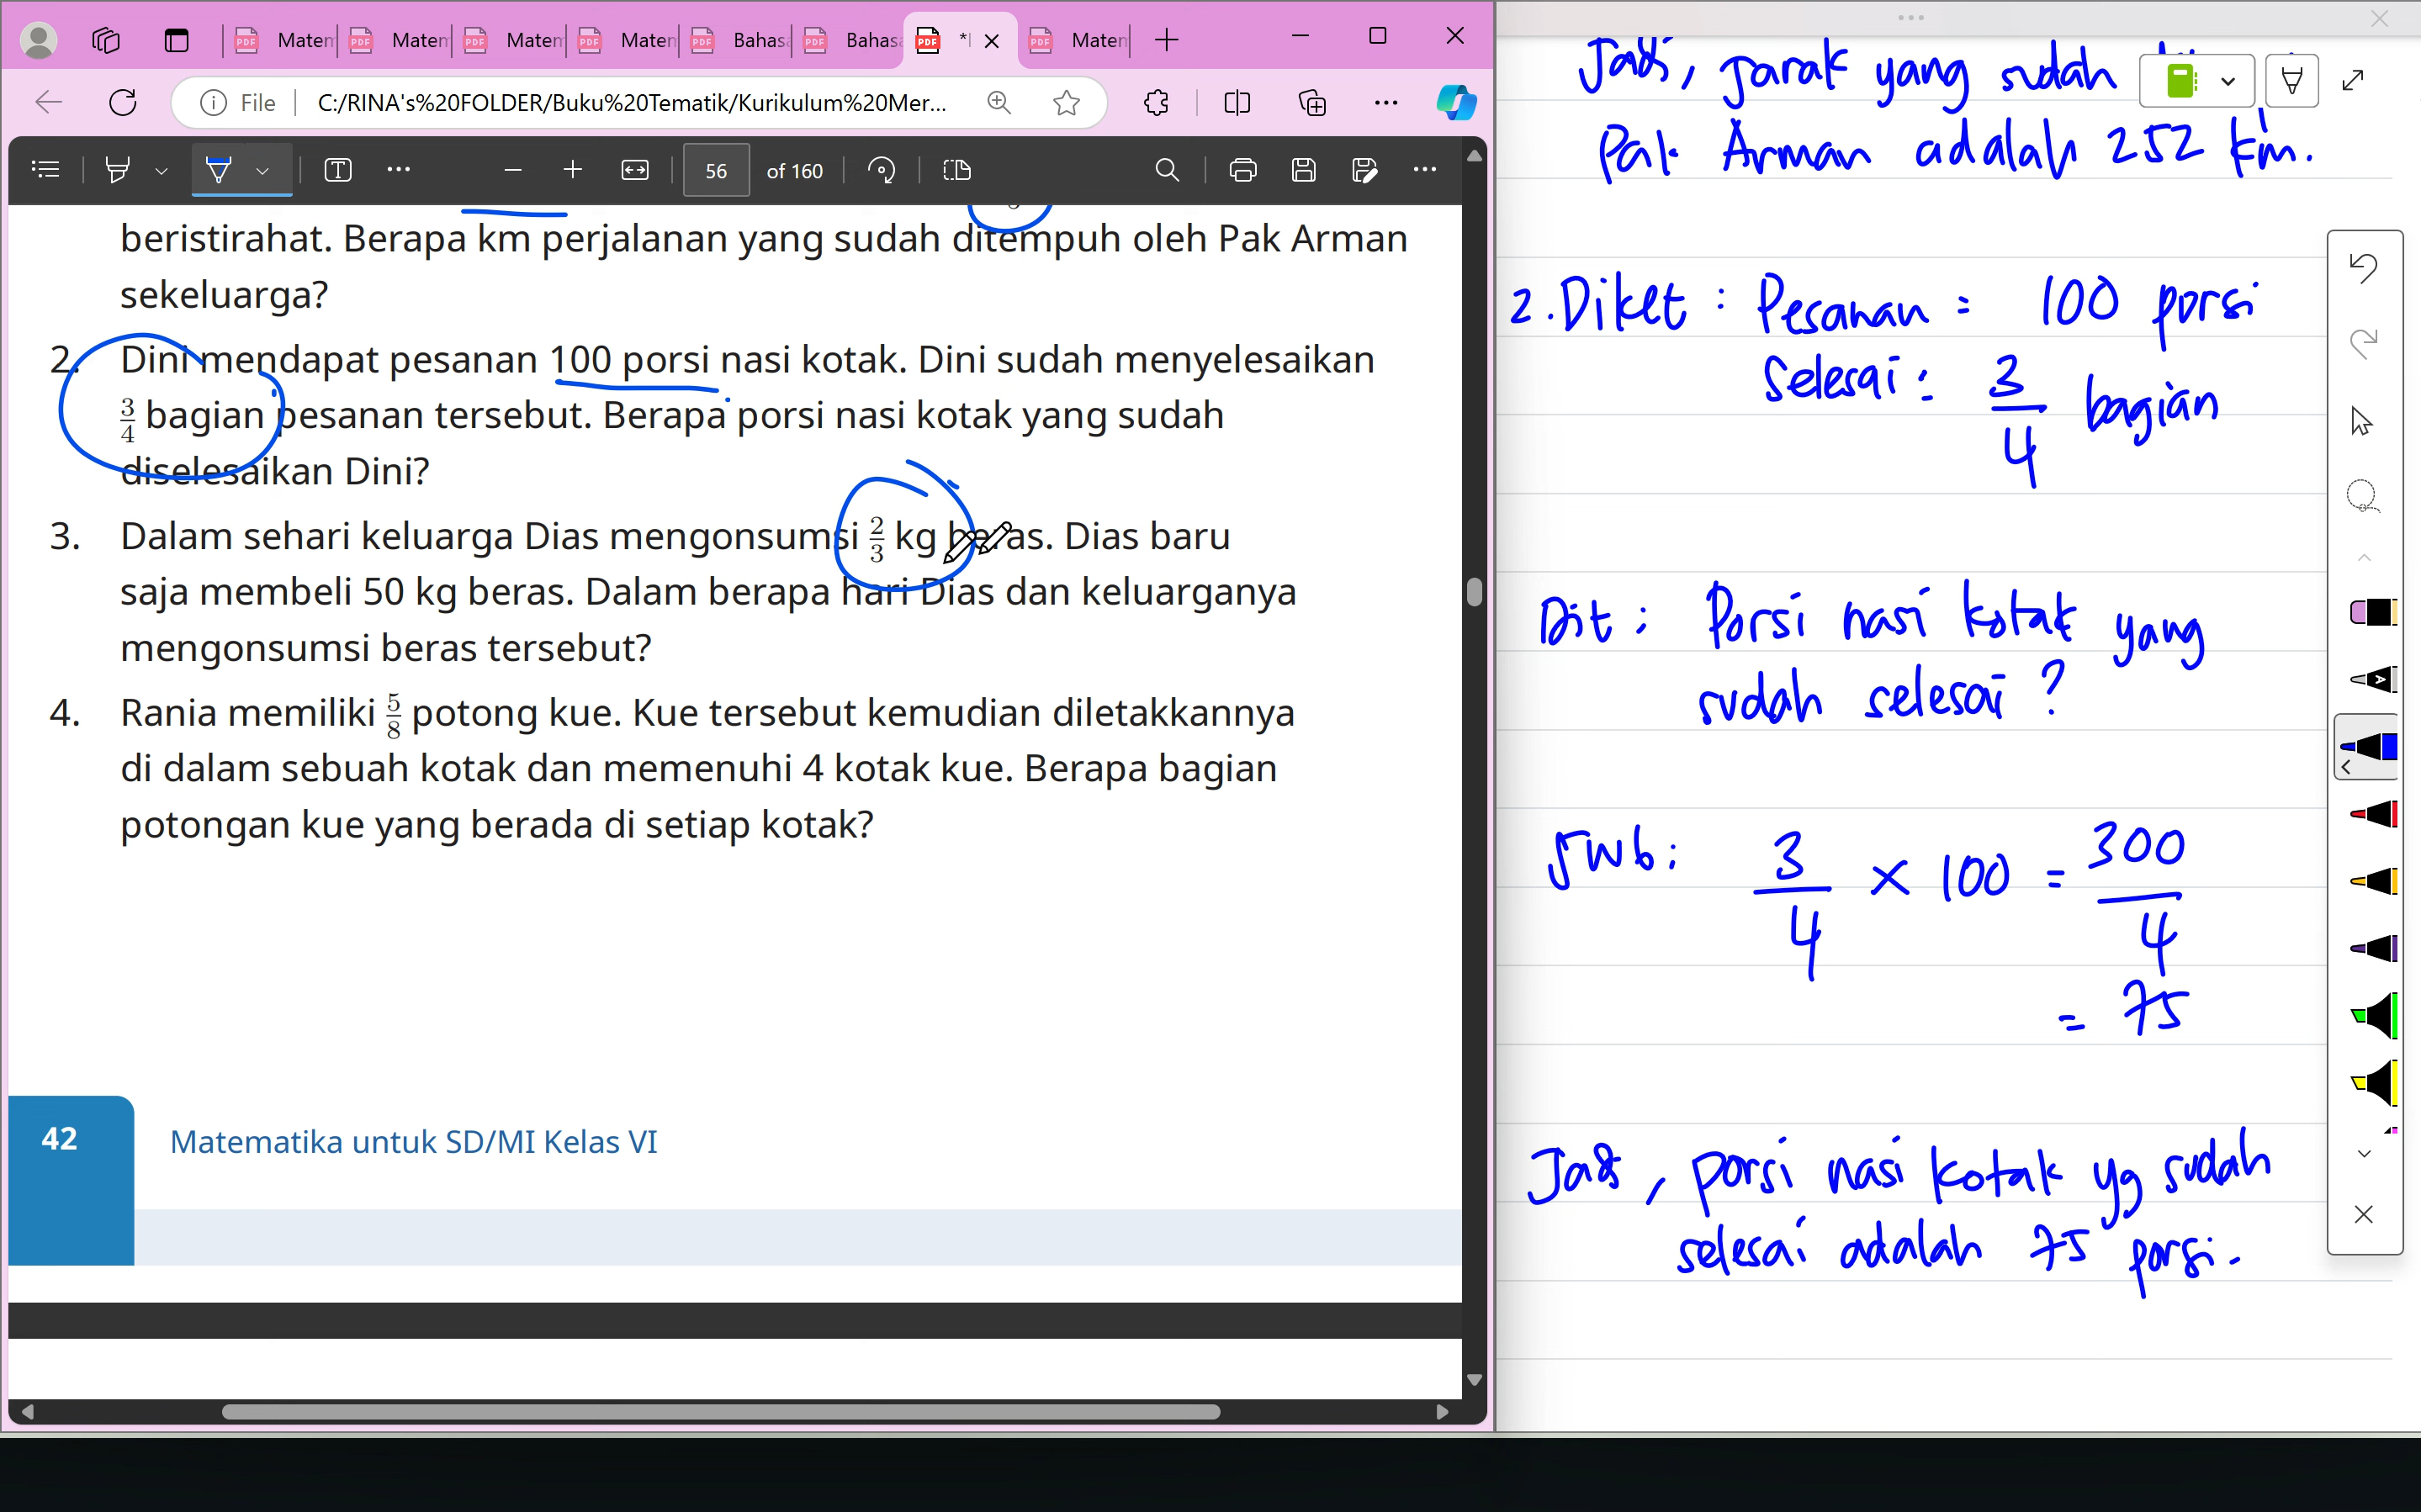 Matem
Matem
Matem
Matem
Bahasa
Bahasa
Matem
File
C:/RINA's%20FOLDER/Buku%20Tematik/Kurikulum%20Mer...
56 of 160
beristirahat. Berapa km perjalanan yang sudah ditempuh oleh Pak Arman
sekeluarga?
2. Dini mendapat pesanan 100 porsi nasi kotak. Dini sudah menyelesaikan
3/4 bagian pesanan tersebut. Berapa porsi nasi kotak yang sudah
diselesaikan Dini?
3. Dalam sehari keluarga Dias mengonsumsi 2/3 kg beras. Dias baru
saja membeli 50 kg beras. Dalam berapa hari Dias dan keluarganya
mengonsumsi beras tersebut?
4. Rania memiliki 5/8 potong kue. Kue tersebut kemudian diletakkannya
di dalam sebuah kotak dan memenuhi 4 kotak kue. Berapa bagian
potongan kue yang berada di setiap kotak?
42
Matematika untuk SD/MI Kelas VI
Jadi, jarak yang sudah
Pak Arman adalah 252 km.
2. Diket : Pesanan = 100 porsi
Selesai : 3/4 bagian
Dit : Porsi nasi kotak yang
sudah selesai ?
Jwb : 3/4 × 100 = 300/4
= 75
Jadi, porsi nasi kotak yg sudah
selesai adalah 75 porsi.